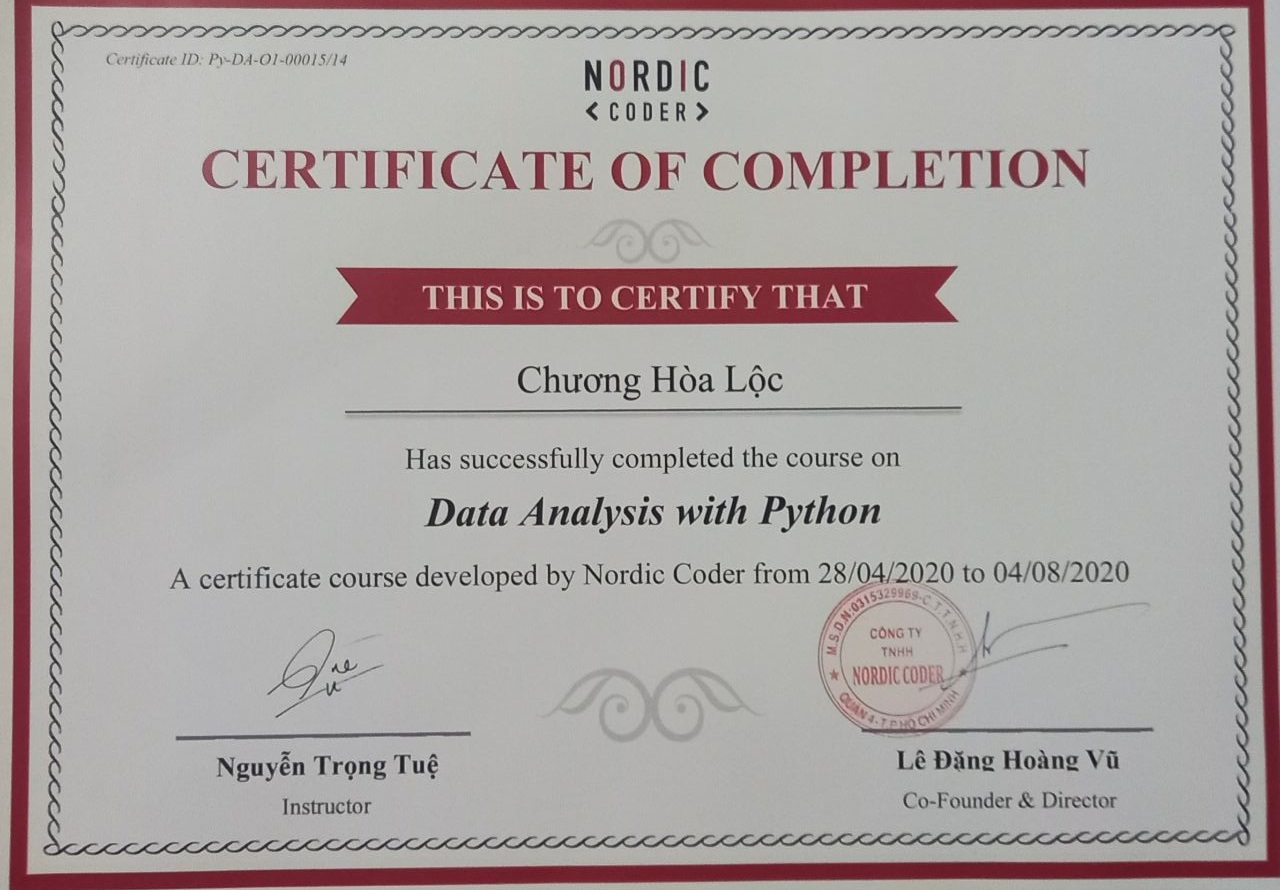 Certificate ID: Py-DA-O1-00015/14
NORDIC
<CODER>
CERTIFICATE OF COMPLETION
THIS IS TO CERTIFY THAT
Chương Hòa Lộc
Has successfully completed the course on
Data Analysis with Python
A certificate course developed by Nordic Coder from 28/04/2020 to 04/08/2020
M.S.D.N:0315329969-C.T.T.N.H.H
CÔNG TY
TNHH
NORDIC CODER
QUẬN 4-T.P HỒ CHÍ MINH
Nguyễn Trọng Tuệ
Instructor
Lê Đặng Hoàng Vũ
Co-Founder & Director